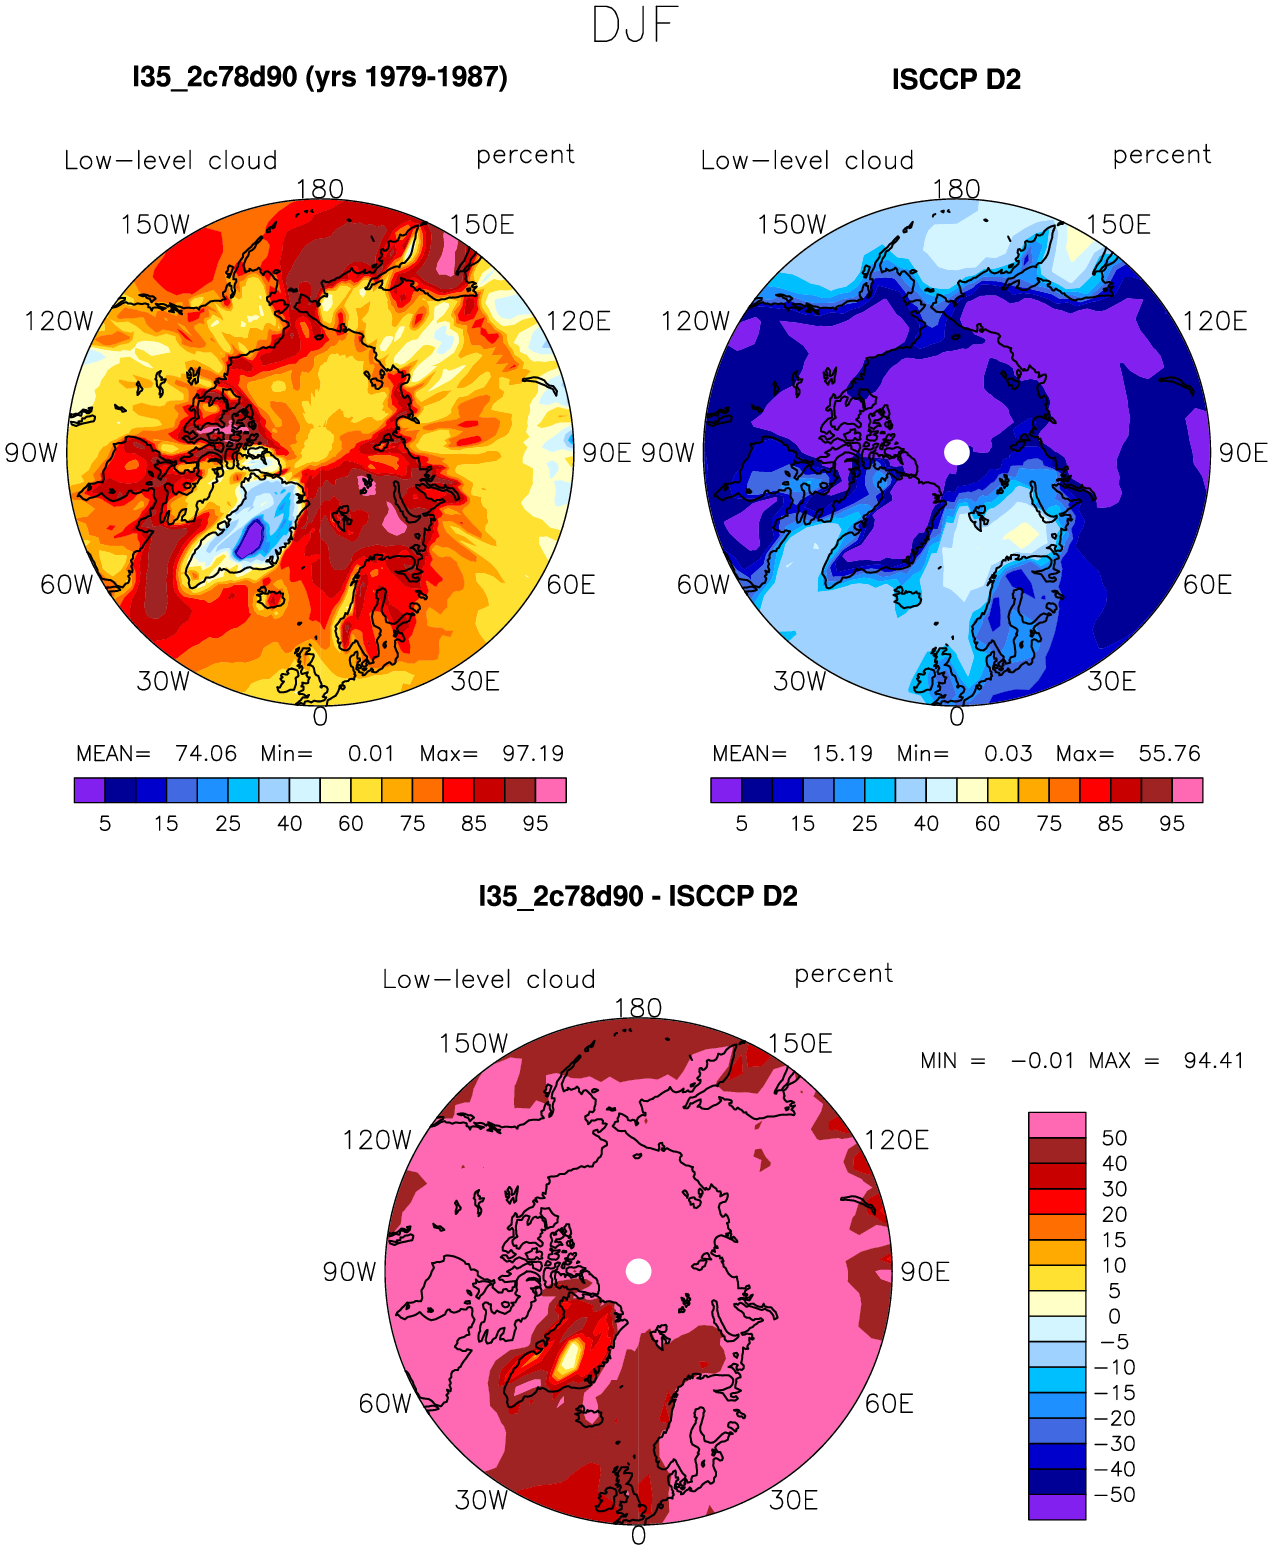 DJF
I35_2c78d90 (yrs 1979-1987)
ISCCP D2
Low-level cloud percent
Low-level cloud percent
180
150W 150E
120W 120E
90W 90E
60W 60E
30W 30E
0
180
150W 150E
120W 120E
90W 90E
60W 60E
30W 30E
0
MEAN= 74.06 Min= 0.01 Max= 97.19
5 15 25 40 60 75 85 95
MEAN= 15.19 Min= 0.03 Max= 55.76
5 15 25 40 60 75 85 95
I35_2c78d90 - ISCCP D2
Low-level cloud percent
180
150W 150E
120W 120E
90W 90E
60W 60E
30W 30E
0
MIN = -0.01 MAX = 94.41
50
40
30
20
15
10
5
0
-5
-10
-15
-20
-30
-40
-50